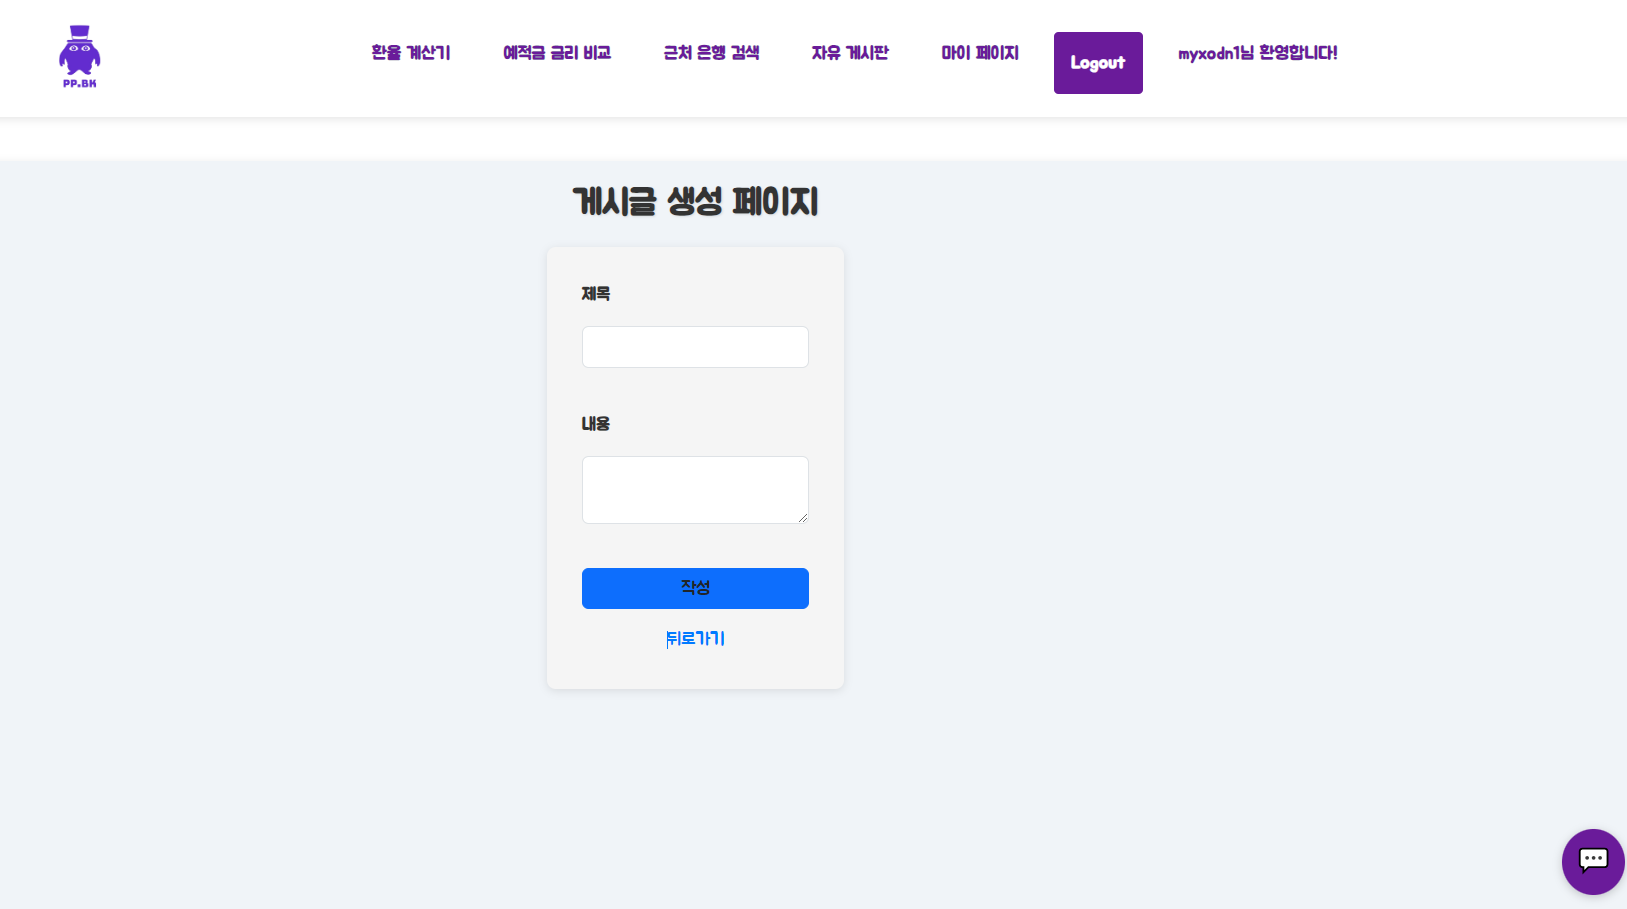 PP.BK
환율 계산기 예적금 금리 비교 근처 은행 검색 자유 게시판 마이 페이지 Logout myxodn1님 환영합니다!
게시글 생성 페이지
제목
내용
작성
뒤로가기